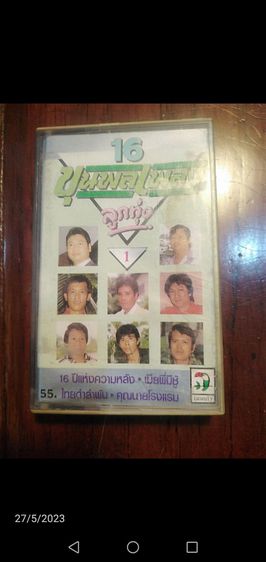 16
ขุนพลเพลง
ลูกทุ่ง
1
16 ปีแห่งความหลัง • เมียพี่มีชู้
55. ไทยดำรำพัน • คุณนายโรงแรม
27/5/2023